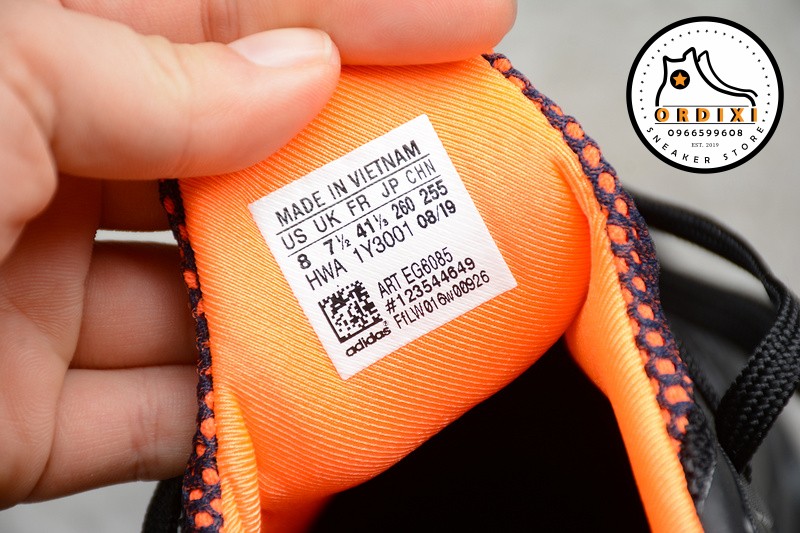 MADE IN VIETNAM
US UK FR JP CHN
8 7½ 41⅓ 260 255
HWA 1Y3001 08/19
ART EG6085
#123544649
FfLW016w00926
adidas
ORDIXI
0966599608
EST. 2019
SNEAKER STORE